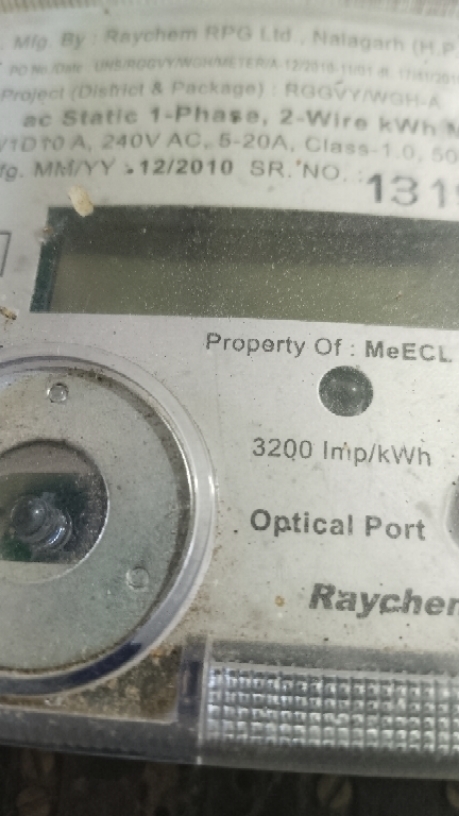 Mfg. By : Raychem RPG Ltd., Nalagarh (H.P
Project (District & Package) : RGGVY/WGH-A
ac Static 1-Phase, 2-Wire kWh
240V AC, 5-20A, Class-1.0, 50
fg. MM/YY : 12/2010 SR. NO. :
131
Property Of : MeECL
3200 Imp/kWh
Optical Port
Raychem